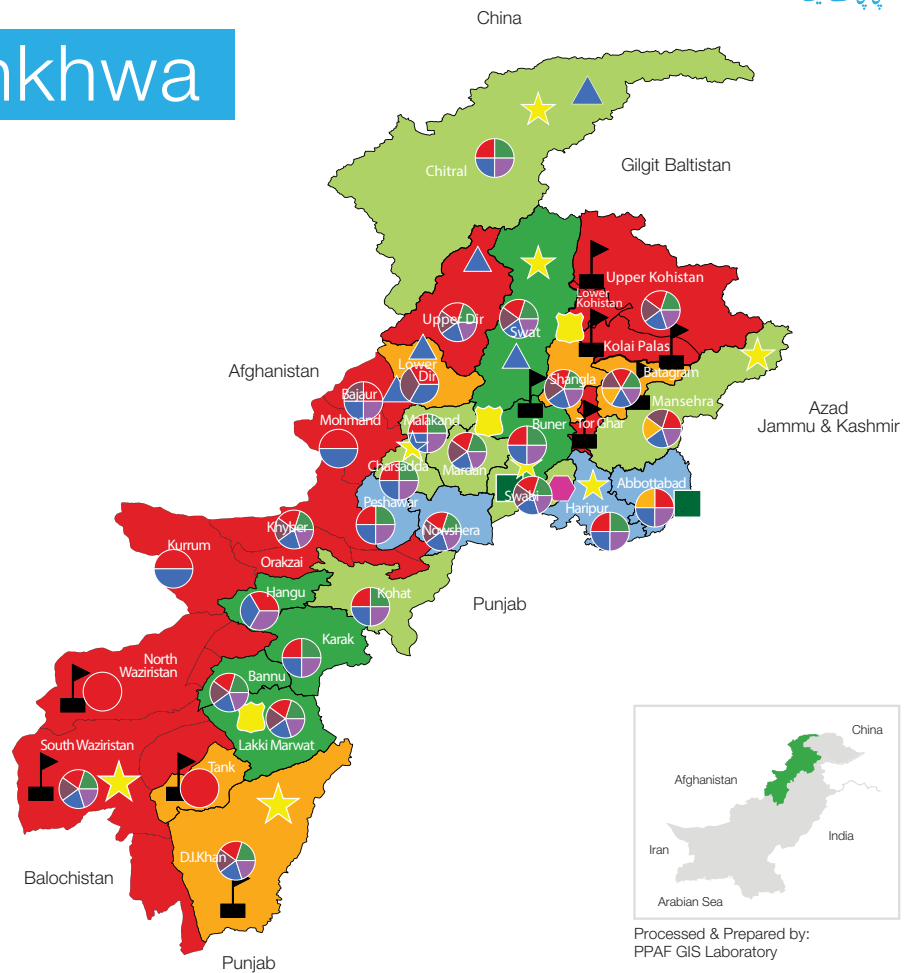 China
nkhwa
Gilgit Baltistan
Chitral
Upper Kohistan
Lower
Kohistan
Upper Dir
Swat
Kolai Palas
Afghanistan
Lower
Dir
Shangla
Batagram
Bajaur
Mansehra
Azad
Jammu & Kashmir
Mohmand
Malakand
Buner
Tor Ghar
Charsadda
Mardan
Abbottabad
Peshawar
Swabi
Haripur
Khyber
Nowshera
Kurrum
Orakzai
Hangu
Kohat
Punjab
Karak
North
Waziristan
Bannu
South Waziristan
Lakki Marwat
Tank
D.I.Khan
Balochistan
Punjab
China
Afghanistan
India
Iran
Arabian Sea
Processed & Prepared by:
PPAF GIS Laboratory